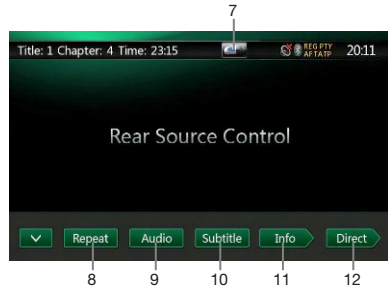 7
Title: 1 Chapter: 4 Time: 23:15 REG PTY AF TA TP 20:11
Rear Source Control
Repeat Audio Subtitle Info Direct
8 9 10 11 12